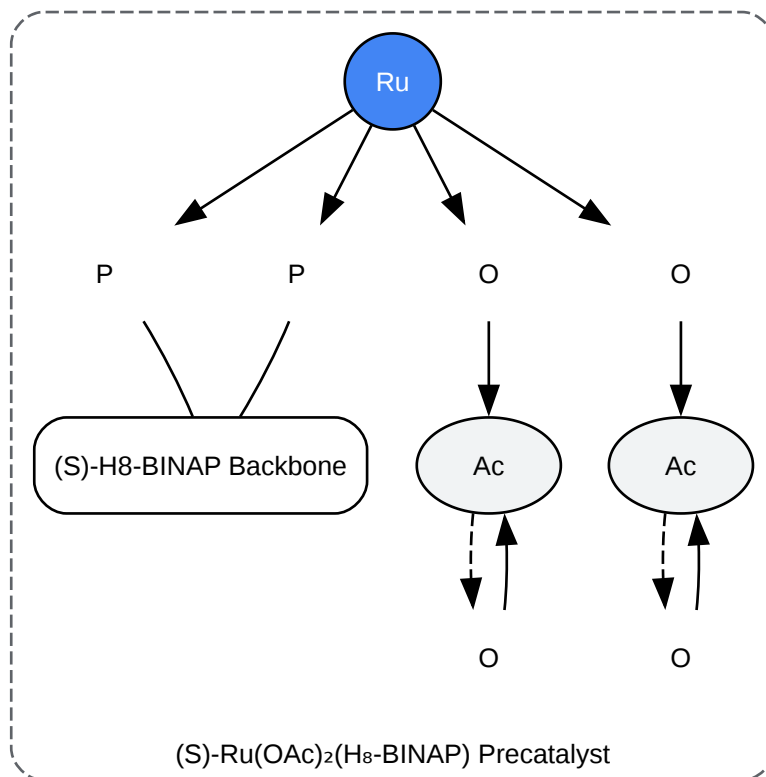 Ru
P P O O
(S)-H8-BINAP Backbone Ac Ac
O O
(S)-Ru(OAc)₂(H₈-BINAP) Precatalyst